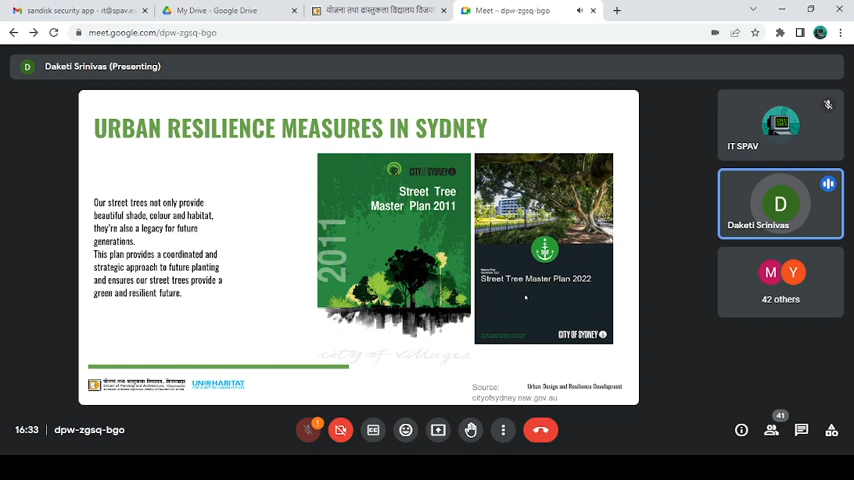 sandisk security app - it@spav.ec
My Drive - Google Drive
योजना तथा वास्तुकला विद्यालय विजय
Meet – dpw-zgsq-bgo
meet.google.com/dpw-zgsq-bgo
D Daketi Srinivas (Presenting)
URBAN RESILIENCE MEASURES IN SYDNEY
Our street trees not only provide
beautiful shade, colour and habitat,
they're also a legacy for future
generations.
This plan provides a coordinated and
strategic approach to future planting
and ensures our street trees provide a
green and resilient future.
CITY OF SYDNEY
Street Tree
Master Plan 2011
2011
city of villages
Street Tree Master Plan 2022
CITY OF SYDNEY
UN HABITAT
Source:
cityofsydney.nsw.gov.au
Urban Design and Resilience Development
IT SPAV
D
Daketi Srinivas
M Y
42 others
16:33 dpw-zgsq-bgo
41